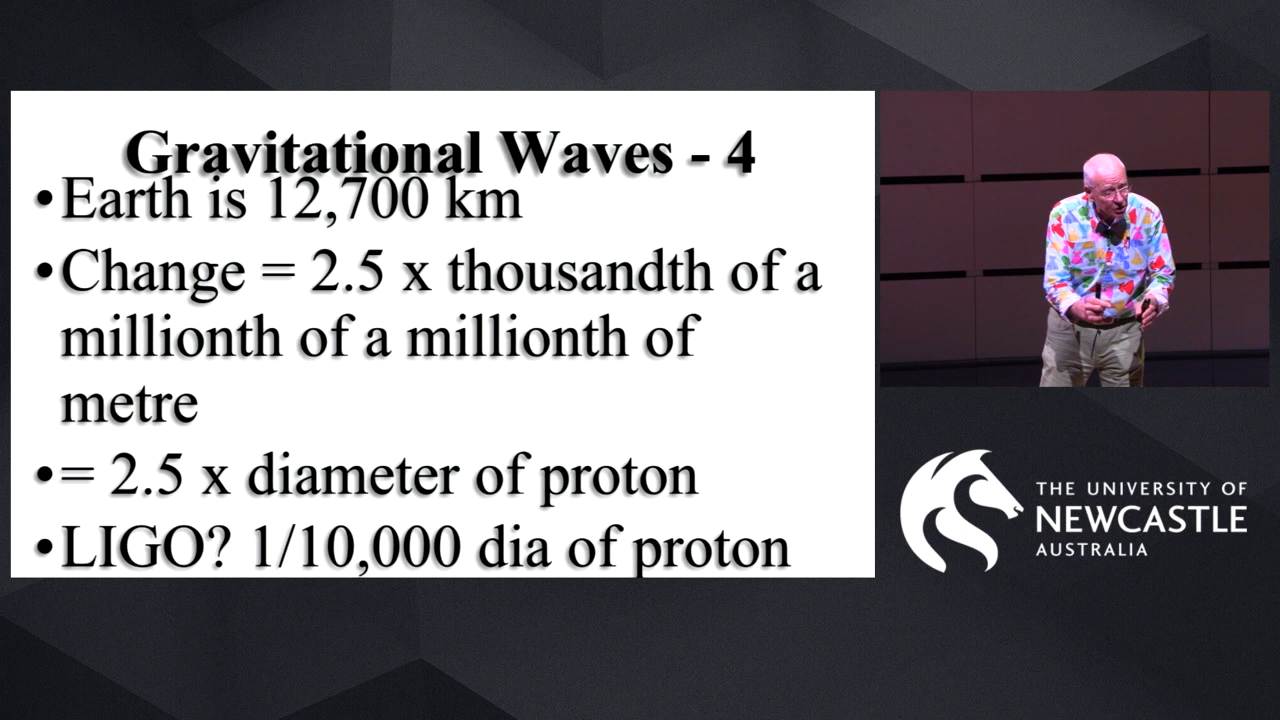 Gravitational Waves - 4
•Earth is 12,700 km
•Change = 2.5 x thousandth of a
millionth of a millionth of
metre
•= 2.5 x diameter of proton
•LIGO? 1/10,000 dia of proton
THE UNIVERSITY OF
NEWCASTLE
AUSTRALIA